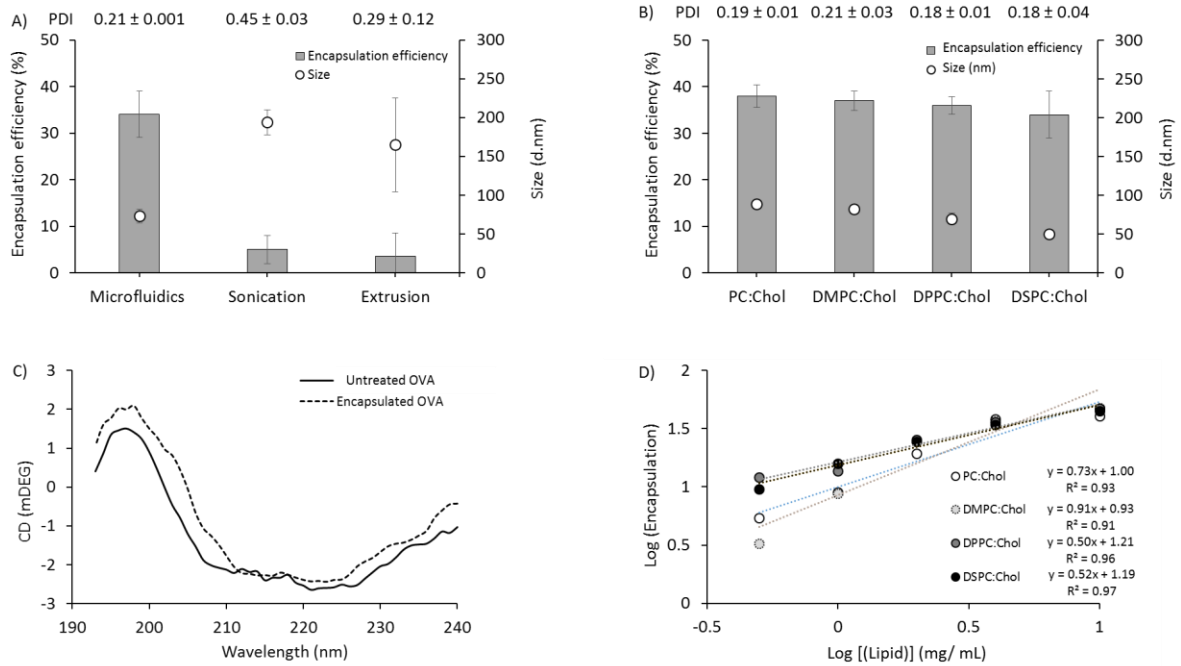 A)
PDI 0.21 ± 0.001 0.45 ± 0.03 0.29 ± 0.12
Encapsulation efficiency (%)
50
40
30
20
10
0
Encapsulation efficiency
Size
300
250
200
150
100
50
0
Size (d.nm)
Microfluidics Sonication Extrusion
B)
PDI 0.19 ± 0.01 0.21 ± 0.03 0.18 ± 0.01 0.18 ± 0.04
Encapsulation efficiency (%)
50
40
30
20
10
0
Encapsulation efficiency
Size (nm)
300
250
200
150
100
50
0
Size (d.nm)
PC:Chol DMPC:Chol DPPC:Chol DSPC:Chol
C)
CD (mDEG)
3
2
1
0
-1
-2
-3
Untreated OVA
Encapsulated OVA
190 200 210 220 230 240
Wavelength (nm)
D)
Log (Encapsulation)
2
1.5
1
0.5
0
PC:Chol y = 0.73x + 1.00
R² = 0.93
DMPC:Chol y = 0.91x + 0.93
R² = 0.91
DPPC:Chol y = 0.50x + 1.21
R² = 0.96
DSPC:Chol y = 0.52x + 1.19
R² = 0.97
-0.5 0 0.5 1
Log [(Lipid)] (mg/ mL)